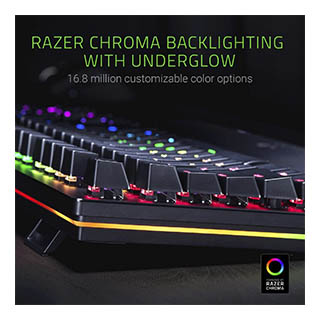 RAZER CHROMA BACKLIGHTING
WITH UNDERGLOW
16.8 million customizable color options
POWERED BY
RAZER
CHROMA